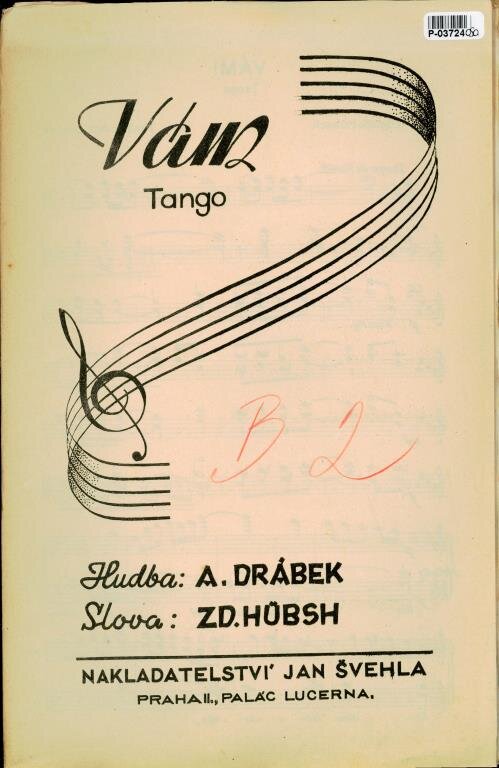 P-03724
Vám
Tango
B 2
Hudba: A. DRÁBEK
Slova: ZD. HÜBSH
NAKLADATELSTVÍ JAN ŠVEHLA
PRAHA II., PALÁC LUCERNA.